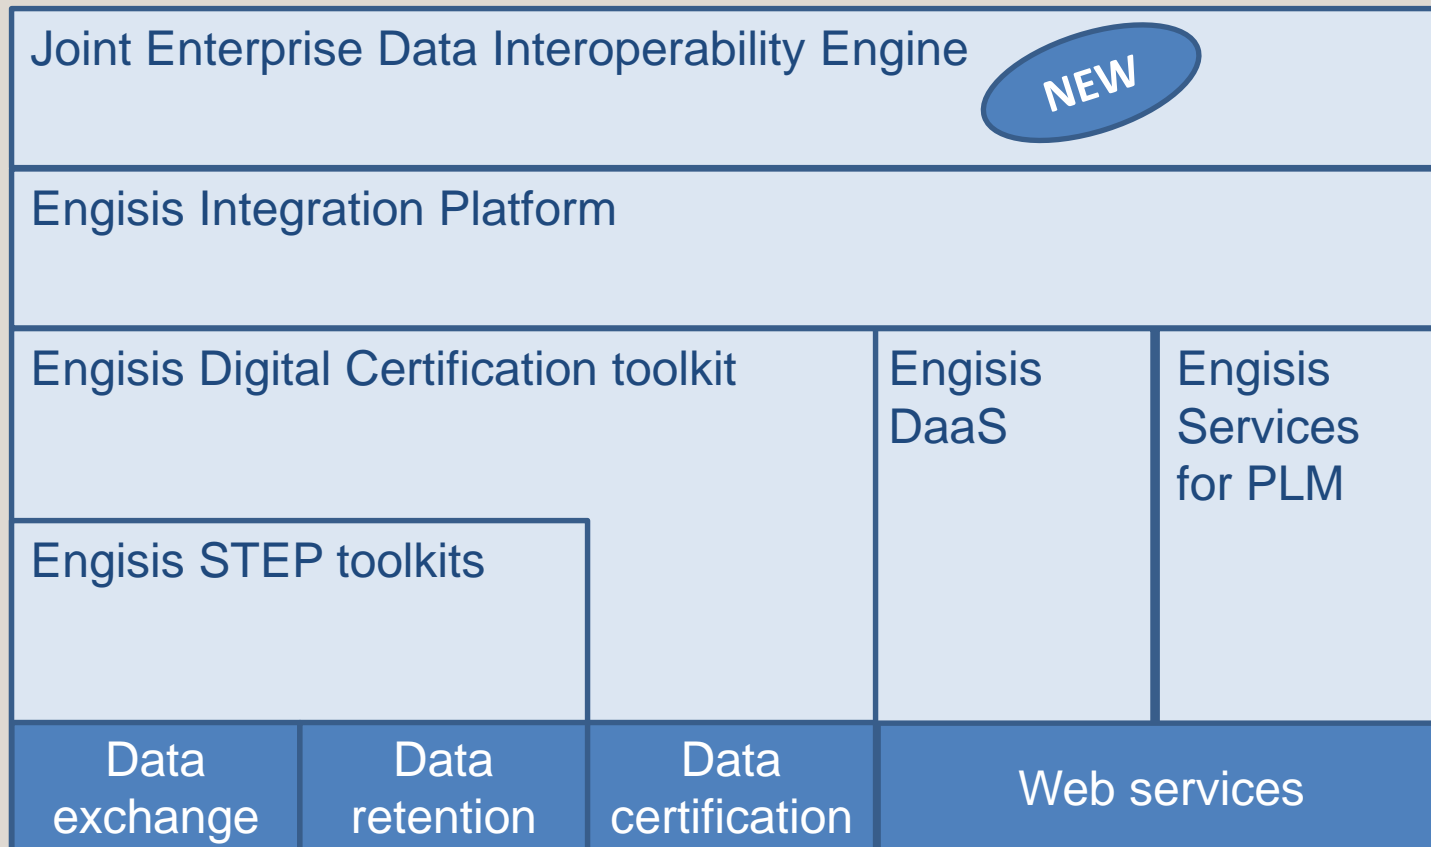 Joint Enterprise Data Interoperability Engine
NEW
Engisis Integration Platform
Engisis Digital Certification toolkit
Engisis
DaaS
Engisis
Services
for PLM
Engisis STEP toolkits
Data
exchange
Data
retention
Data
certification
Web services